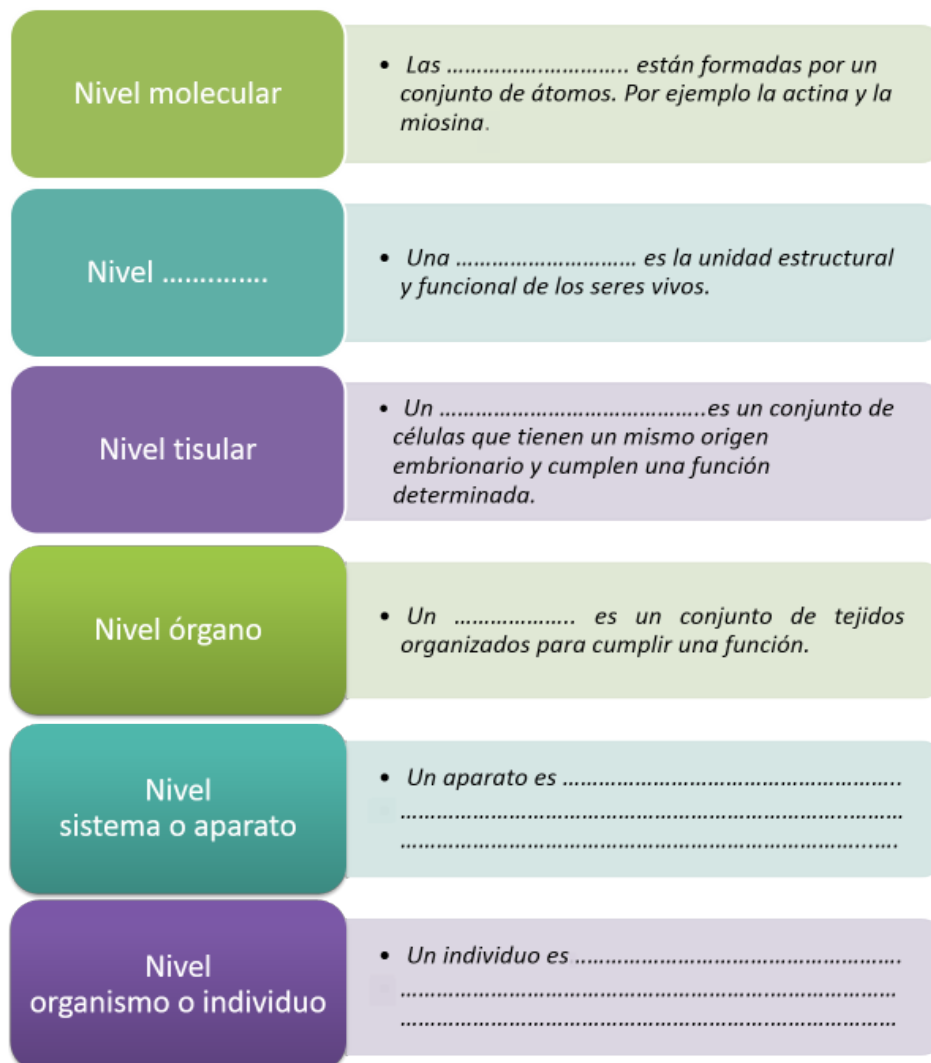 Nivel molecular
• Las ………………………….. están formadas por un
conjunto de átomos. Por ejemplo la actina y la
miosina.
Nivel …………….
• Una ………………………… es la unidad estructural
y funcional de los seres vivos.
Nivel tisular
• Un ……………………………………..es un conjunto de
células que tienen un mismo origen
embrionario y cumplen una función
determinada.
Nivel órgano
• Un ……………….. es un conjunto de tejidos
organizados para cumplir una función.
Nivel
sistema o aparato
• Un aparato es ………………………………………………..
………………………………………………………………..………
…………………………………………………………………...….
Nivel
organismo o individuo
• Un individuo es ……………………………………………….
…………………………………………………….…………………
…………………………………………………….…………………